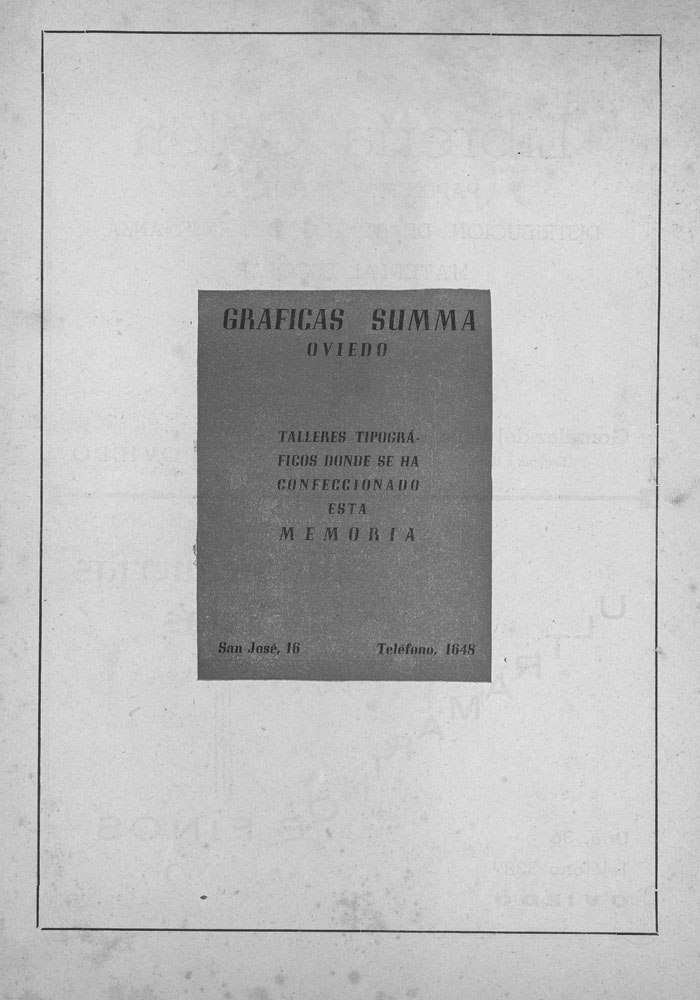 GRAFICAS SUMMA
OVIEDO
TALLERES TIPOGRÁ-
FICOS DONDE SE HA
CONFECCIONADO
ESTA
MEMORIA
San José, 16 Teléfono, 1648